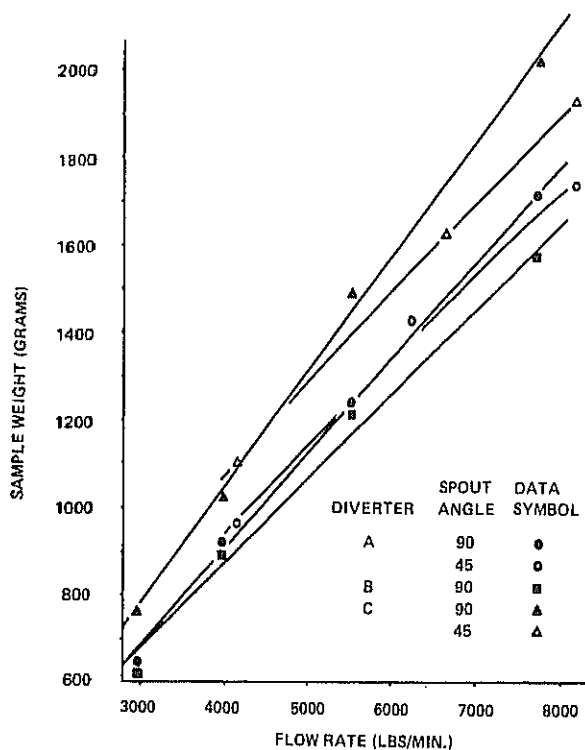 2000
1800
1600
1400
1200
1000
800
600
SAMPLE WEIGHT (GRAMS)
DIVERTER SPOUT ANGLE DATA SYMBOL
A 90
45
B 90
C 90
45
3000 4000 5000 6000 7000 8000
FLOW RATE (LBS/MIN.)